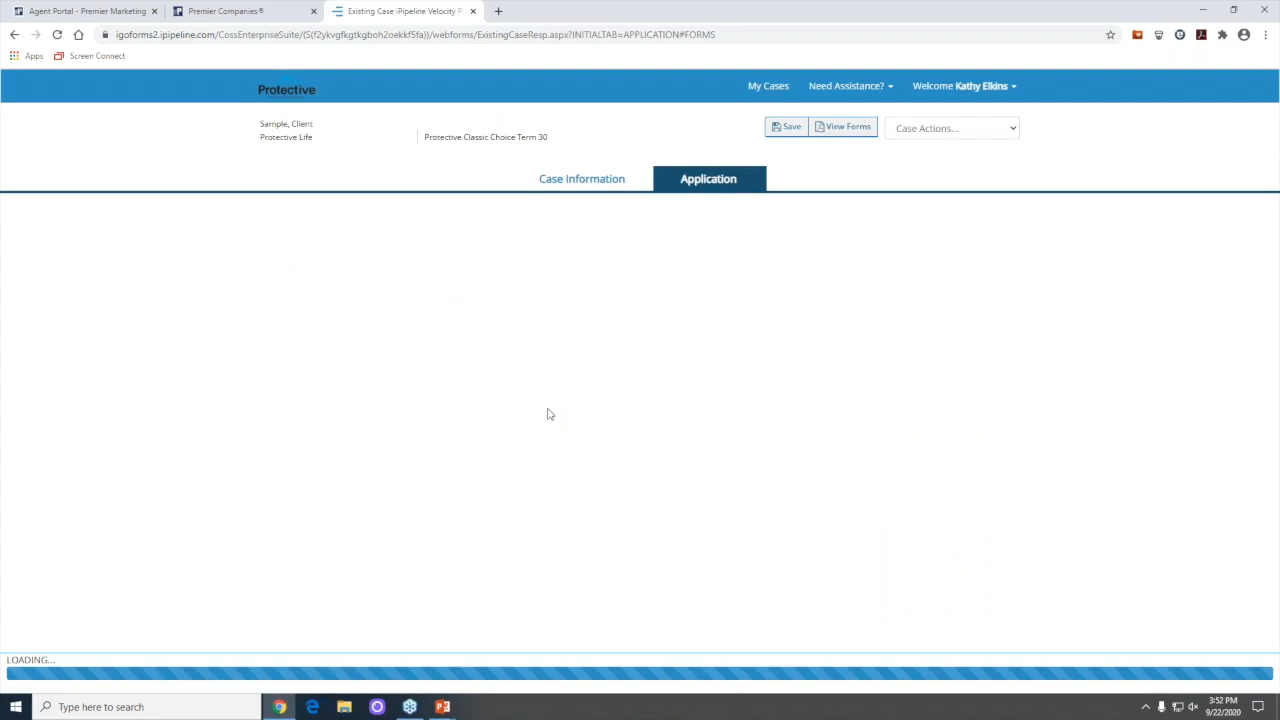 Agent Portal - Premier Marketing
Premier Companies®
Existing Case iPipeline Velocity P
igoforms2.ipipeline.com/CossEnterpriseSuite/(S(f2ykvgfkgtkgboh2oekkf5fa))/webforms/ExistingCaseResp.aspx?INITIALTAB=APPLICATION#FORMS
Apps
Screen Connect
Protective
My Cases
Need Assistance?
Welcome Kathy Elkins
Sample, Client
Protective Life
Protective Classic Choice Term 30
Save
View Forms
Case Actions...
Case Information
Application
LOADING...
Type here to search
3:52 PM
9/22/2020